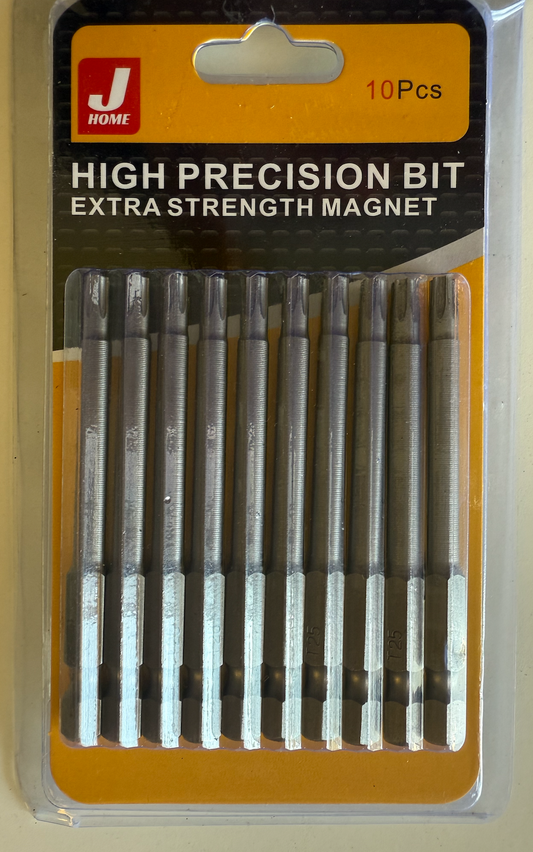 J
HOME
10Pcs
HIGH PRECISION BIT
EXTRA STRENGTH MAGNET
T25
T25